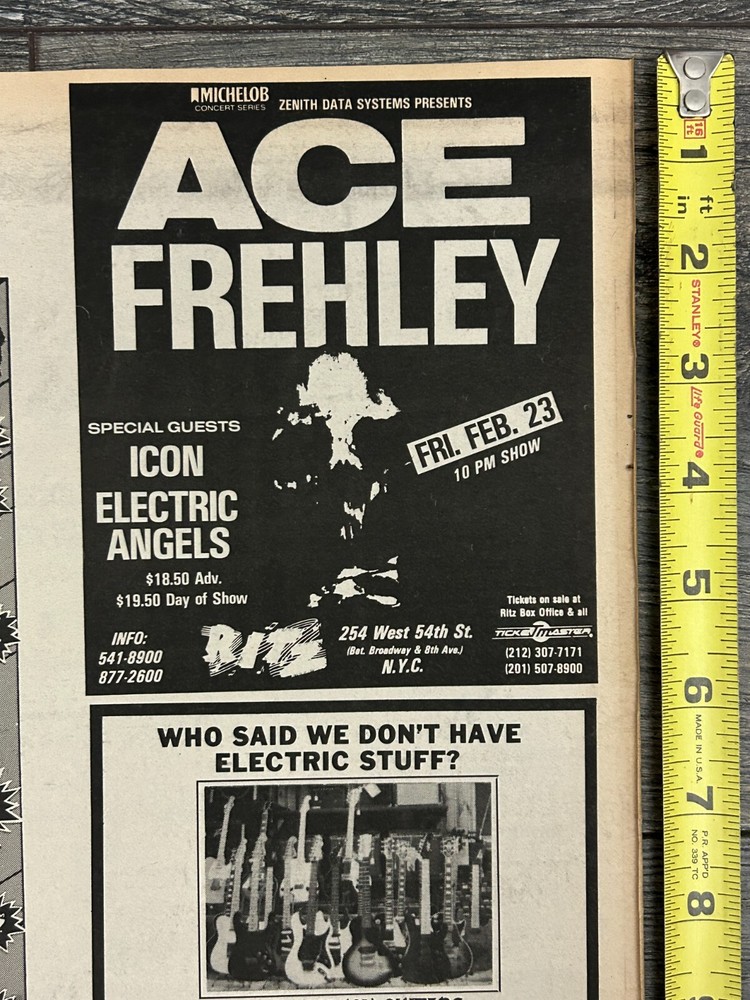 MICHELOB
CONCERT SERIES
ZENITH DATA SYSTEMS PRESENTS
ACE
FREHLEY
SPECIAL GUESTS
ICON
ELECTRIC
ANGELS
$18.50 Adv.
$19.50 Day of Show
FRI. FEB. 23
10 PM SHOW
INFO:
541-8900
877-2600
RITZ
254 West 54th St.
(Bet. Broadway & 8th Ave.)
N.Y.C.
Tickets on sale at
Ritz Box Office & all
TICKETMASTER
(212) 307-7171
(201) 507-8900
WHO SAID WE DON'T HAVE
ELECTRIC STUFF?
16
ft
1
ft
in
2
STANLEY®
3
Life Guard®
4
5
6
MADE IN U.S.A.
7
P.R. APP'D
NO. 339 TC
8